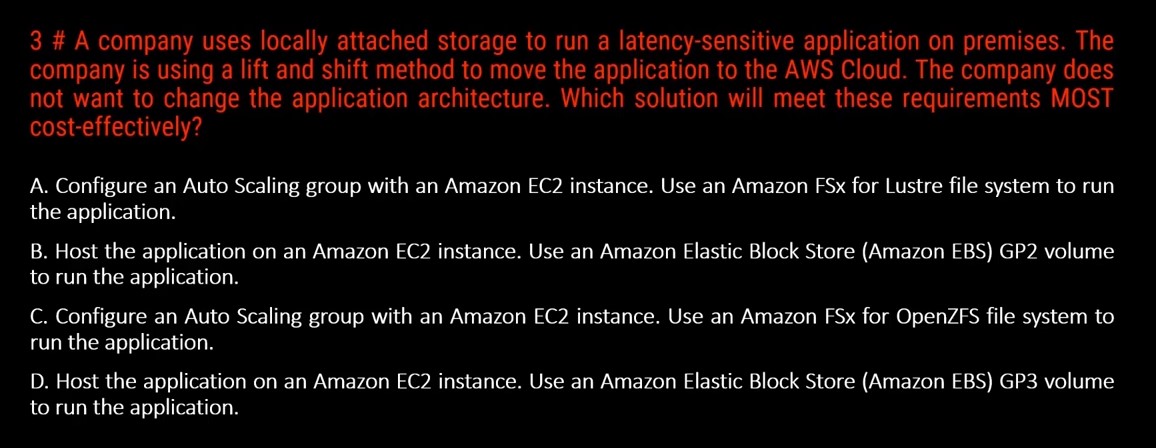 3 # A company uses locally attached storage to run a latency-sensitive application on premises. The
company is using a lift and shift method to move the application to the AWS Cloud. The company does
not want to change the application architecture. Which solution will meet these requirements MOST
cost-effectively?
A. Configure an Auto Scaling group with an Amazon EC2 instance. Use an Amazon FSx for Lustre file system to run
the application.
B. Host the application on an Amazon EC2 instance. Use an Amazon Elastic Block Store (Amazon EBS) GP2 volume
to run the application.
C. Configure an Auto Scaling group with an Amazon EC2 instance. Use an Amazon FSx for OpenZFS file system to
run the application.
D. Host the application on an Amazon EC2 instance. Use an Amazon Elastic Block Store (Amazon EBS) GP3 volume
to run the application.